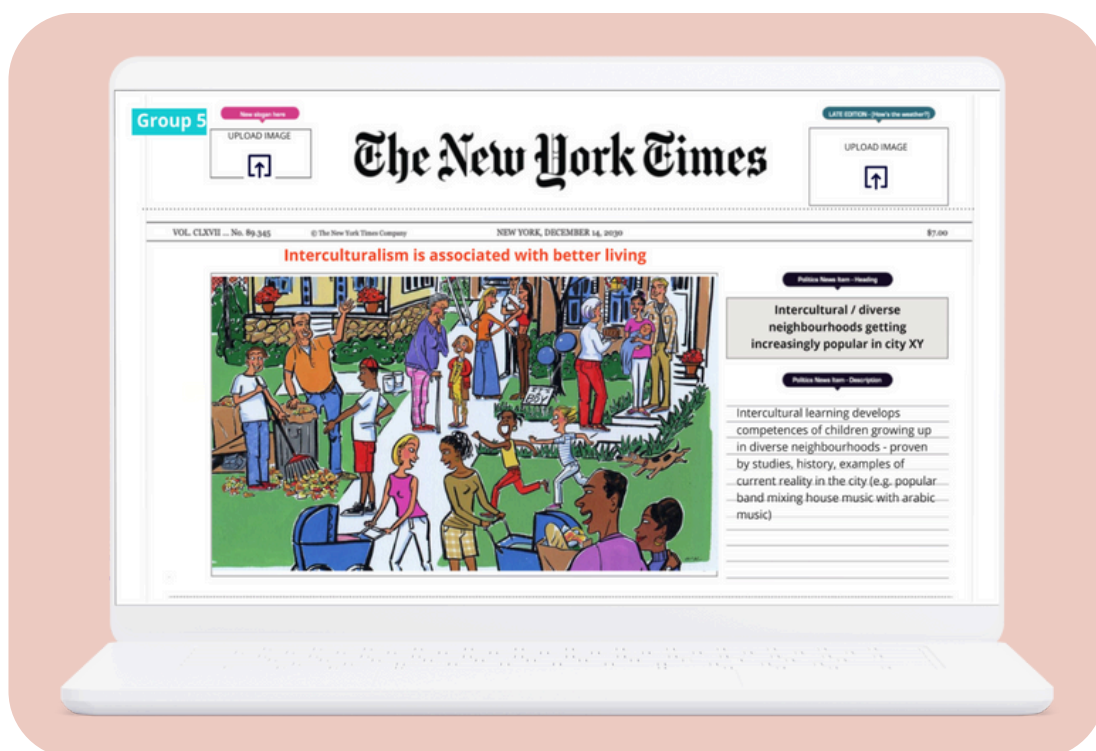 Group 5
New slogan here
UPLOAD IMAGE
The New York Times
LATE EDITION - [How's the weather?]
UPLOAD IMAGE
VOL. CLXVII ... No. 89.345
© The New York Times Company
NEW YORK, DECEMBER 14, 2030
$7.00
Interculturalism is associated with better living
IT'S A
BOY
Politics News Item - Heading
Intercultural / diverse
neighbourhoods getting
increasingly popular in city XY
Politics News Item - Description
Intercultural learning develops
competences of children growing up
in diverse neighbourhoods - proven
by studies, history, examples of
current reality in the city (e.g. popular
band mixing house music with arabic
music)